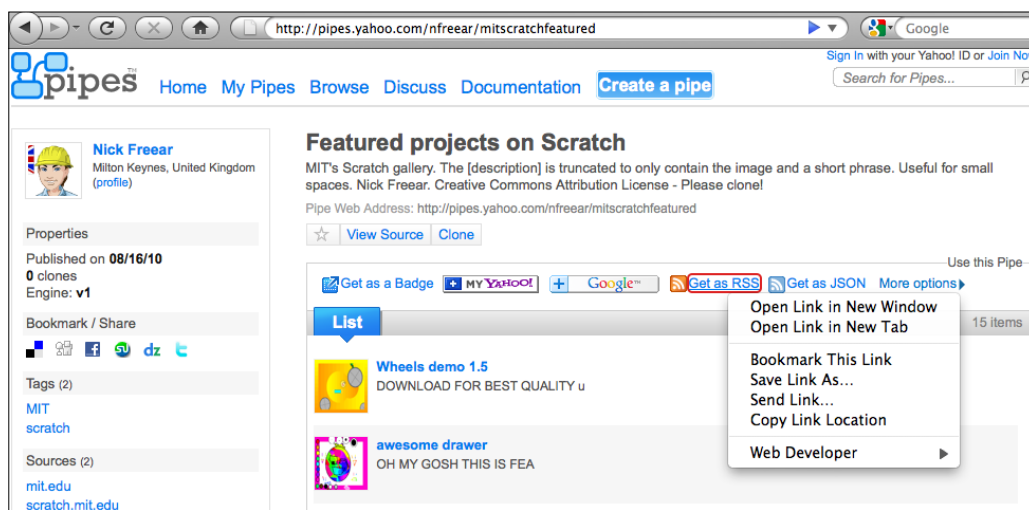 http://pipes.yahoo.com/nfreear/mitscratchfeatured
Google
Sign In with your Yahoo! ID or Join Now
pipes™
Home My Pipes Browse Discuss Documentation Create a pipe
Search for Pipes...
Nick Freear
Milton Keynes, United Kingdom
(profile)
Properties
Published on 08/16/10
0 clones
Engine: v1
Bookmark / Share
dz
Tags (2)
MIT
scratch
Sources (2)
mit.edu
scratch.mit.edu
Featured projects on Scratch
MIT's Scratch gallery. The [description] is truncated to only contain the image and a short phrase. Useful for small
spaces. Nick Freear. Creative Commons Attribution License - Please clone!
Pipe Web Address: http://pipes.yahoo.com/nfreear/mitscratchfeatured
View Source Clone
Use this Pipe
Get as a Badge MY YAHOO! Google™ Get as RSS Get as JSON More options
List
15 items
Wheels demo 1.5
DOWNLOAD FOR BEST QUALITY u
awesome drawer
OH MY GOSH THIS IS FEA
Open Link in New Window
Open Link in New Tab
Bookmark This Link
Save Link As...
Send Link...
Copy Link Location
Web Developer